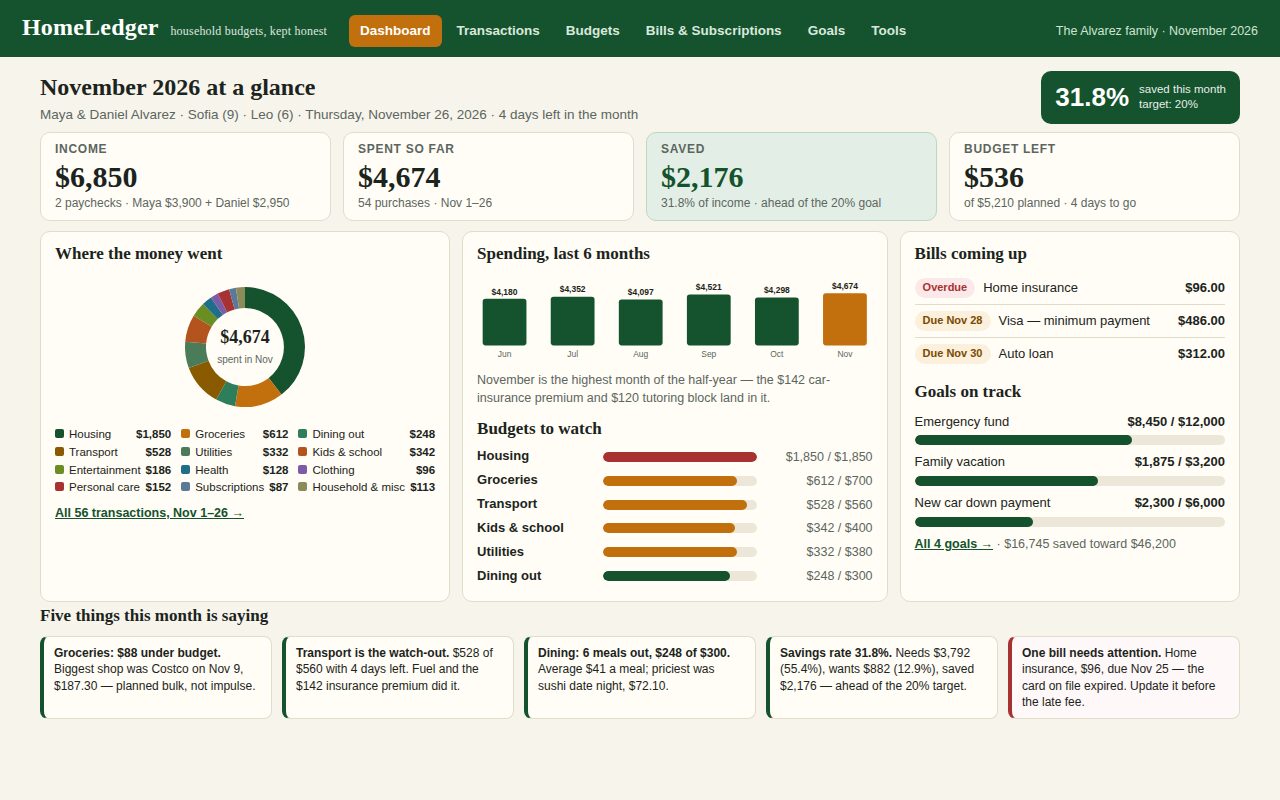 HomeLedger household budgets, kept honest Dashboard Transactions Budgets Bills & Subscriptions Goals Tools The Alvarez family · November 2026
November 2026 at a glance
Maya & Daniel Alvarez · Sofia (9) · Leo (6) · Thursday, November 26, 2026 · 4 days left in the month
31.8% saved this month
target: 20%
INCOME
$6,850
2 paychecks · Maya $3,900 + Daniel $2,950
SPENT SO FAR
$4,674
54 purchases · Nov 1–26
SAVED
$2,176
31.8% of income · ahead of the 20% goal
BUDGET LEFT
$536
of $5,210 planned · 4 days to go
Where the money went
$4,674
spent in Nov
Housing $1,850 Groceries $612 Dining out $248
Transport $528 Utilities $332 Kids & school $342
Entertainment $186 Health $128 Clothing $96
Personal care $152 Subscriptions $87 Household & misc $113
All 56 transactions, Nov 1–26 →
Spending, last 6 months
$4,180 $4,352 $4,097 $4,521 $4,298 $4,674
Jun Jul Aug Sep Oct Nov
November is the highest month of the half-year — the $142 car-
insurance premium and $120 tutoring block land in it.
Budgets to watch
Housing $1,850 / $1,850
Groceries $612 / $700
Transport $528 / $560
Kids & school $342 / $400
Utilities $332 / $380
Dining out $248 / $300
Bills coming up
Overdue Home insurance $96.00
Due Nov 28 Visa — minimum payment $486.00
Due Nov 30 Auto loan $312.00
Goals on track
Emergency fund $8,450 / $12,000
Family vacation $1,875 / $3,200
New car down payment $2,300 / $6,000
All 4 goals → · $16,745 saved toward $46,200
Five things this month is saying
Groceries: $88 under budget.
Biggest shop was Costco on Nov 9,
$187.30 — planned bulk, not impulse.
Transport is the watch-out. $528 of
$560 with 4 days left. Fuel and the
$142 insurance premium did it.
Dining: 6 meals out, $248 of $300.
Average $41 a meal; priciest was
sushi date night, $72.10.
Savings rate 31.8%. Needs $3,792
(55.4%), wants $882 (12.9%), saved
$2,176 — ahead of the 20% target.
One bill needs attention. Home
insurance, $96, due Nov 25 — the
card on file expired. Update it before
the late fee.